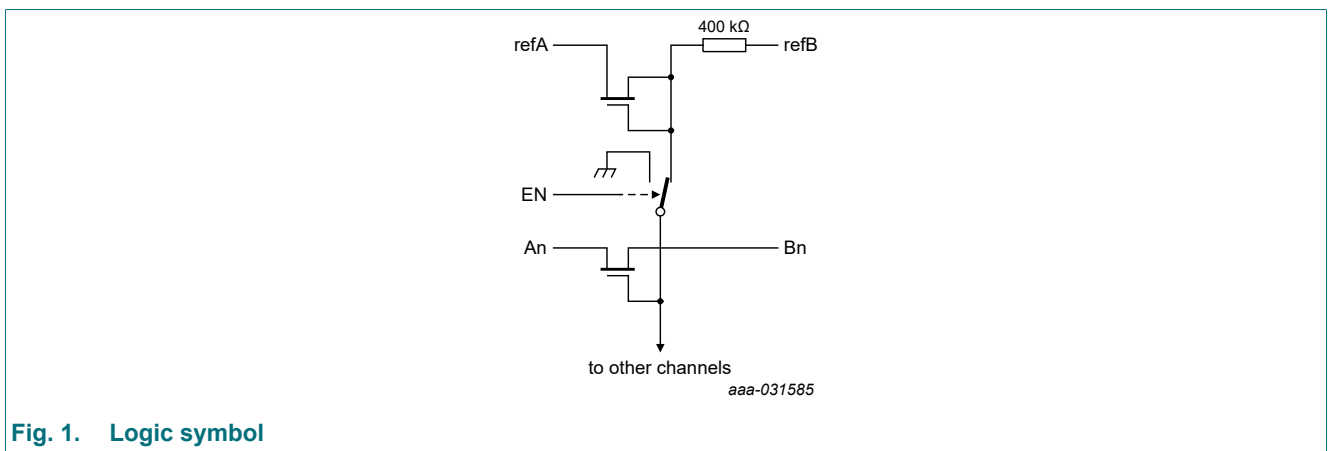 400 kΩ
refA
refB
EN
An
Bn
to other channels
aaa-031585
Fig. 1. Logic symbol